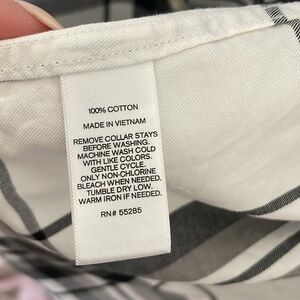 100% COTTON
MADE IN VIETNAM
REMOVE COLLAR STAYS
BEFORE WASHING.
MACHINE WASH COLD
WITH LIKE COLORS.
GENTLE CYCLE.
ONLY NON-CHLORINE
BLEACH WHEN NEEDED.
TUMBLE DRY LOW.
WARM IRON IF NEEDED.
RN# 55285